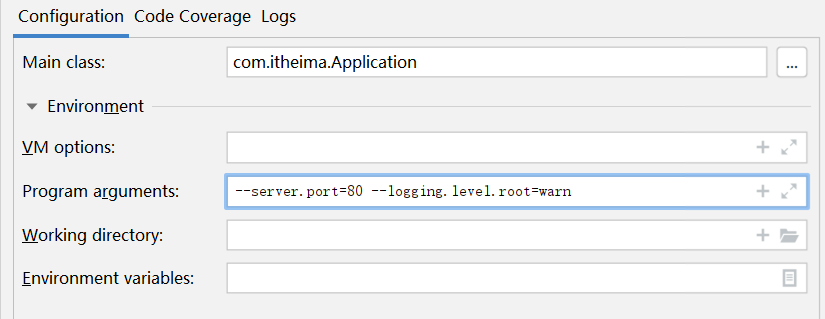 Configuration Code Coverage Logs
Main class: com.itheima.Application ...
Environment
VM options:
Program arguments: --server.port=80 --logging.level.root=warn
Working directory:
Environment variables: